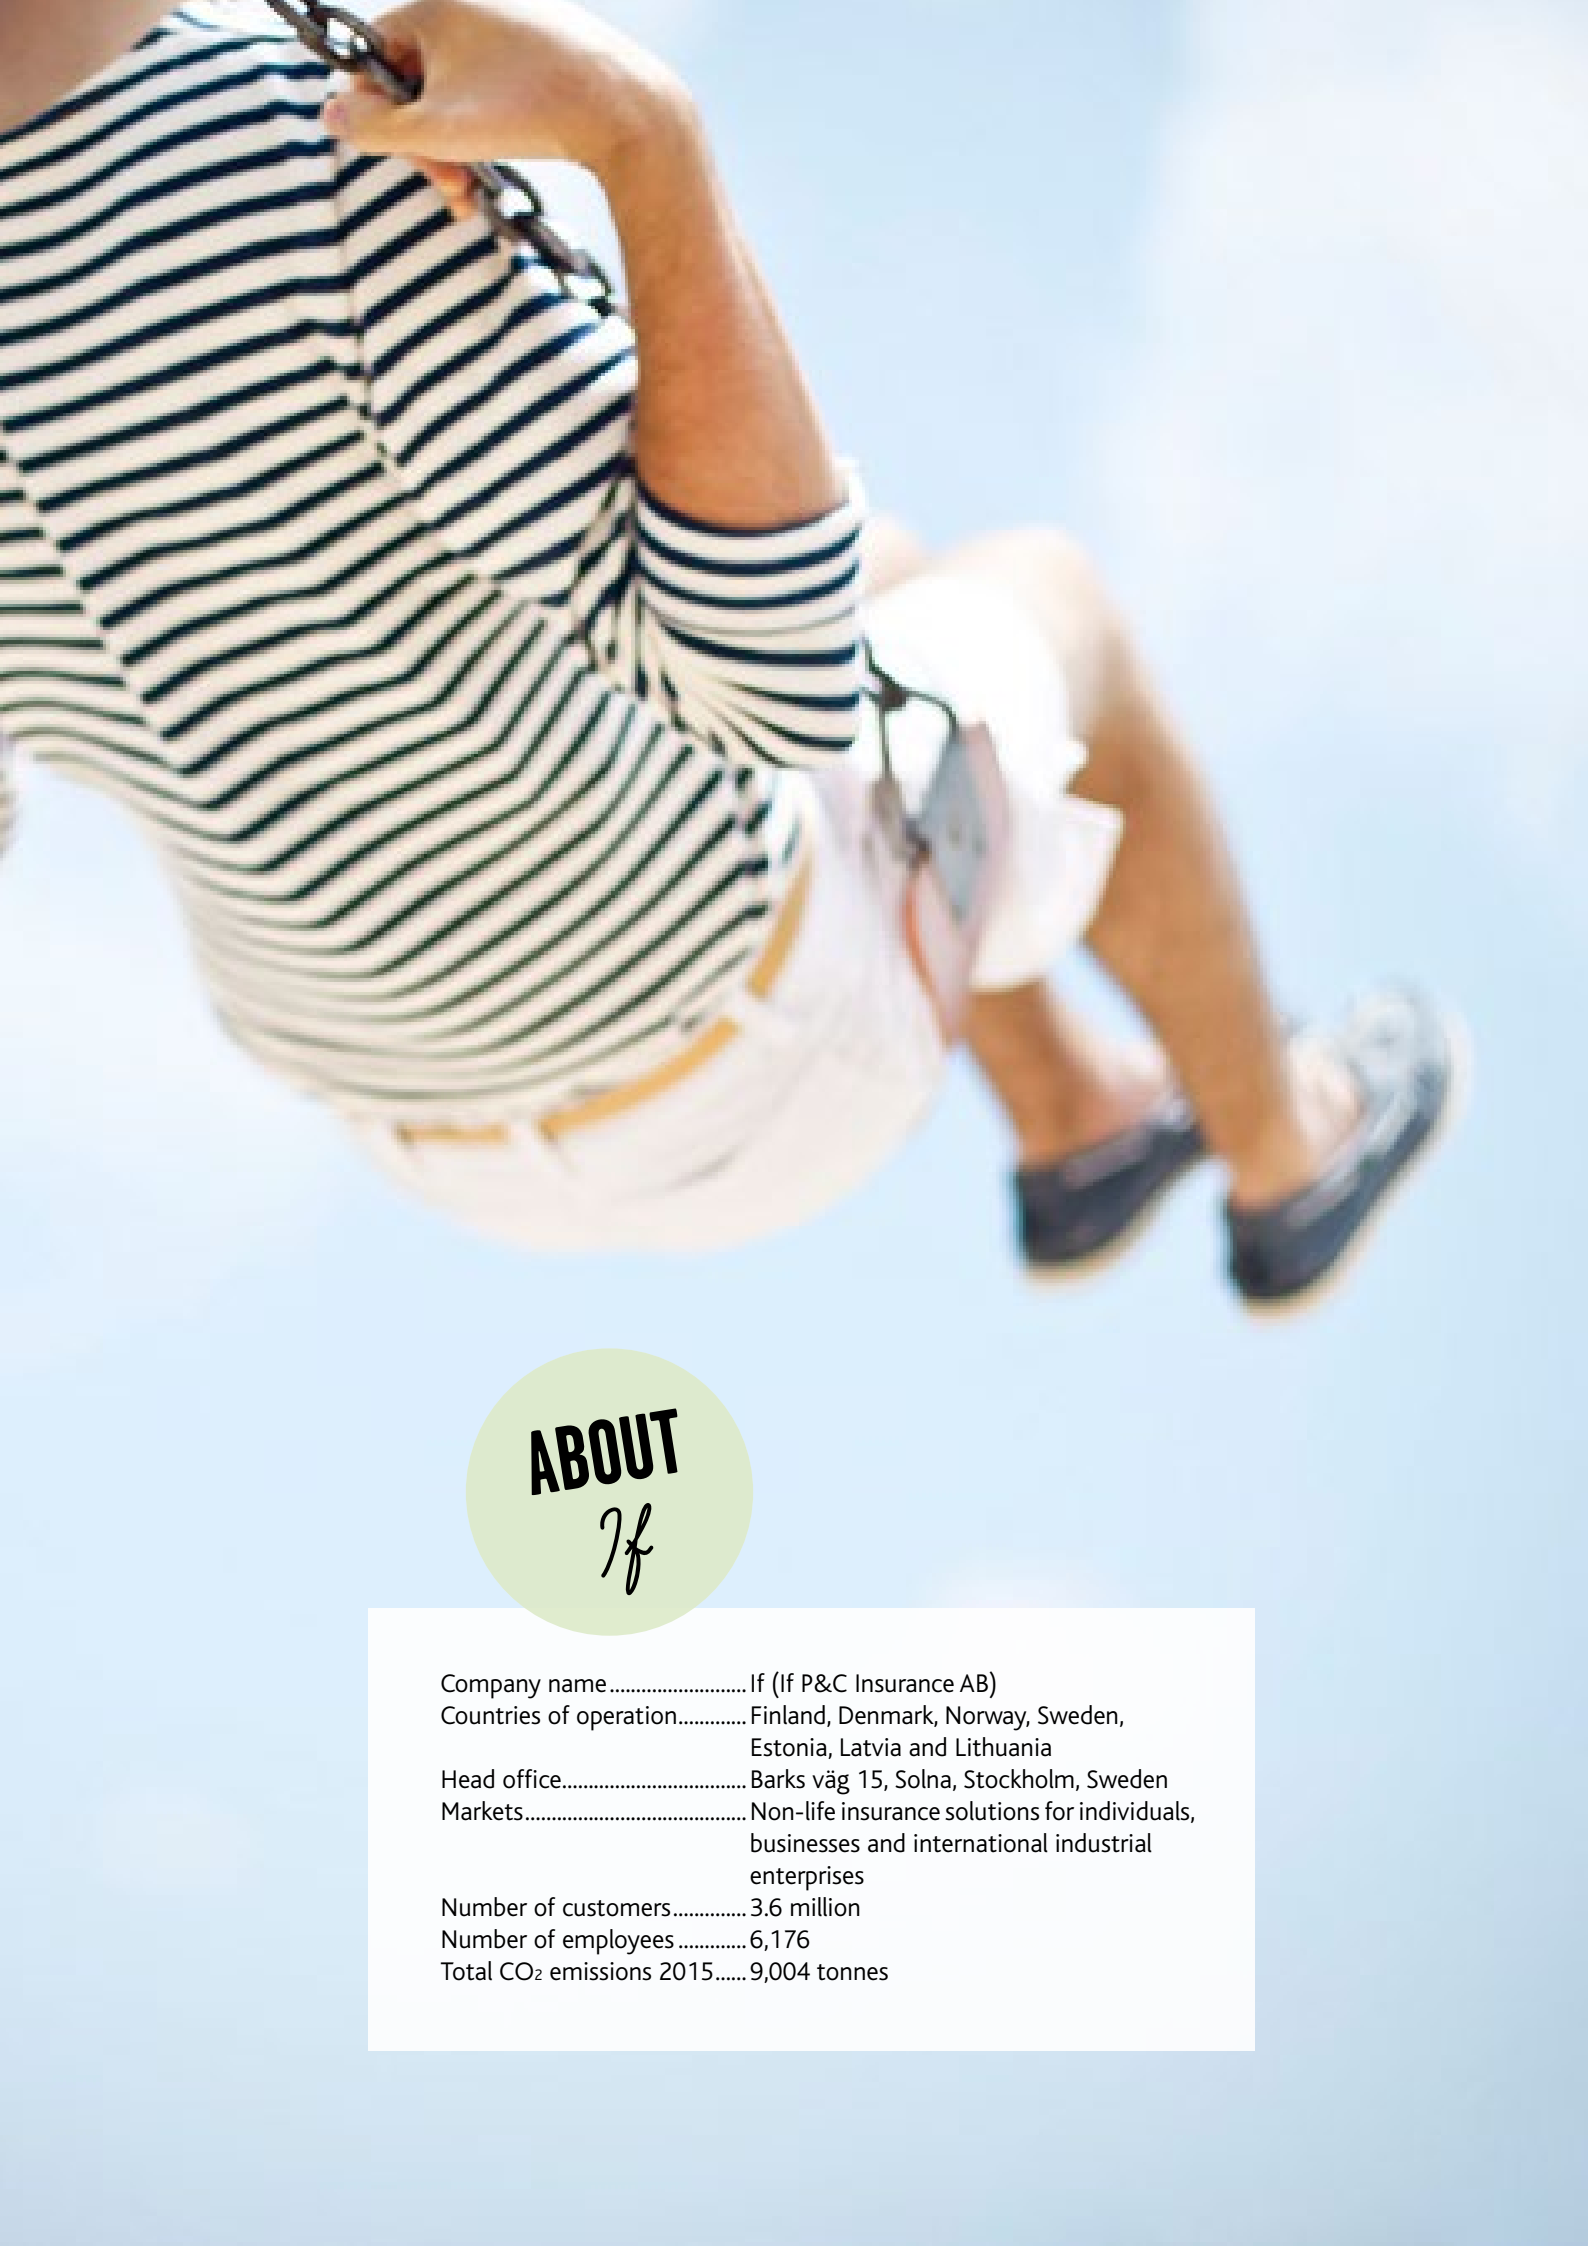 ABOUT
If
Company name.......................... If (If P&C Insurance AB)
Countries of operation............. Finland, Denmark, Norway, Sweden,
Estonia, Latvia and Lithuania
Head office................................... Barks väg 15, Solna, Stockholm, Sweden
Markets.......................................... Non-life insurance solutions for individuals,
businesses and international industrial
enterprises
Number of customers.............. 3.6 million
Number of employees............. 6,176
Total CO₂ emissions 2015...... 9,004 tonnes